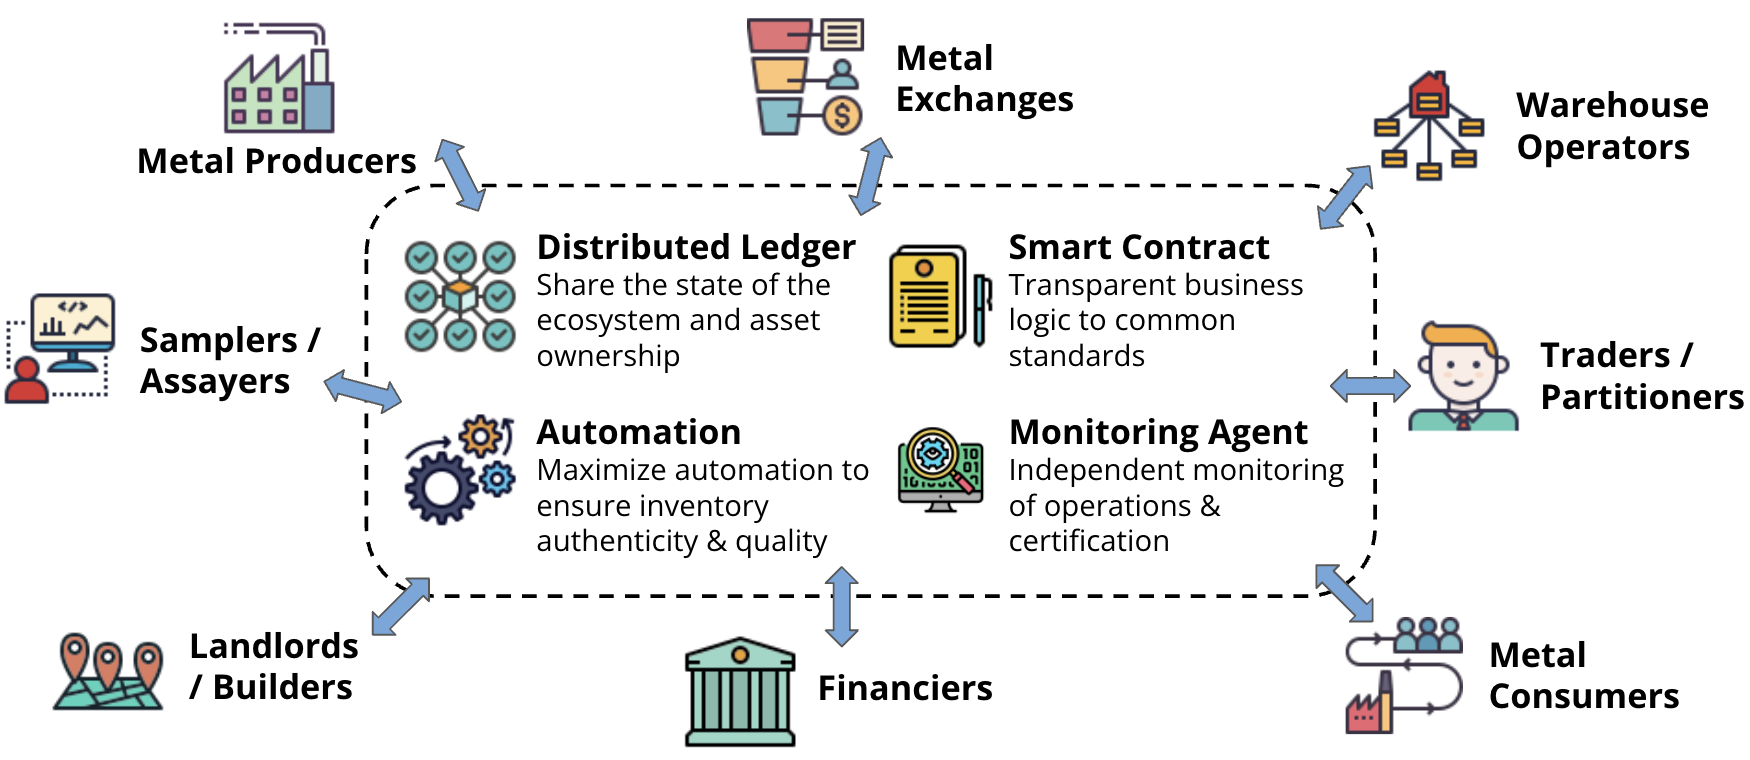 Metal Producers
Metal
Exchanges
Warehouse
Operators
Samplers /
Assayers
Distributed Ledger
Share the state of the
ecosystem and asset
ownership
Smart Contract
Transparent business
logic to common
standards
Traders /
Partitioners
Automation
Maximize automation to
ensure inventory
authenticity & quality
Monitoring Agent
Independent monitoring
of operations &
certification
Landlords
/ Builders
Financiers
Metal
Consumers